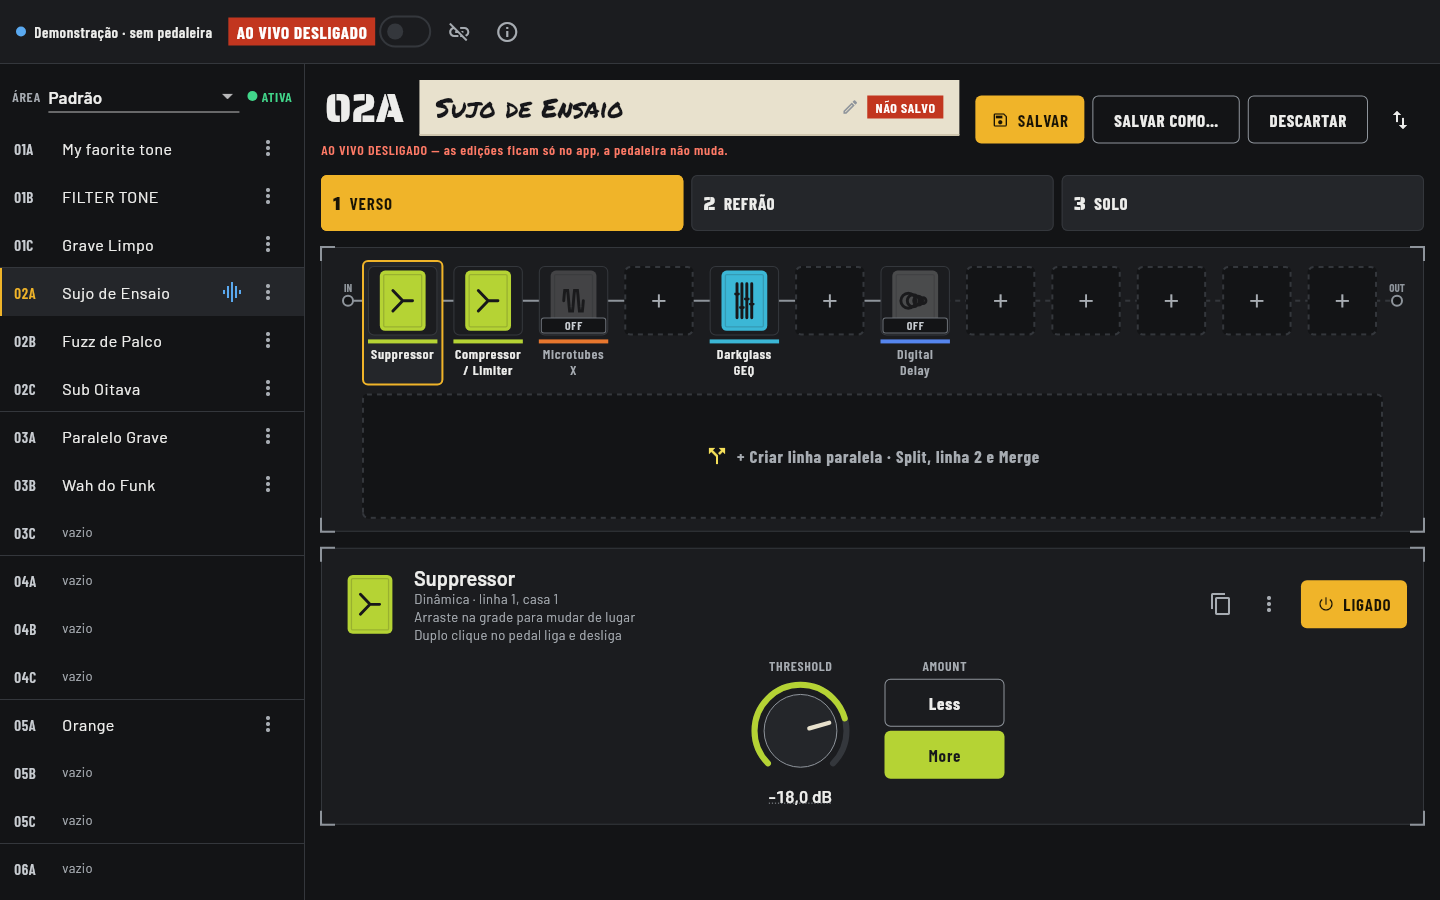 Demonstração · sem pedaleira
AO VIVO DESLIGADO
ÁREA Padrão ATIVA
01A My faorite tone
01B FILTER TONE
01C Grave Limpo
02A Sujo de Ensaio
02B Fuzz de Palco
02C Sub Oitava
03A Paralelo Grave
03B Wah do Funk
03C vazio
04A vazio
04B vazio
04C vazio
05A Orange
05B vazio
05C vazio
06A vazio
02A Sujo de Ensaio NÃO SALVO
SALVAR
SALVAR COMO...
DESCARTAR
AO VIVO DESLIGADO — as edições ficam só no app, a pedaleira não muda.
1 VERSO
2 REFRÃO
3 SOLO
IN
OUT
OFF
OFF
Suppressor
Compressor
/ Limiter
Microtubes
X
Darkglass
GEQ
Digital
Delay
+ Criar linha paralela · Split, linha 2 e Merge
Suppressor
Dinâmica · linha 1, casa 1
Arraste na grade para mudar de lugar
Duplo clique no pedal liga e desliga
LIGADO
THRESHOLD
-18,0 dB
AMOUNT
Less
More